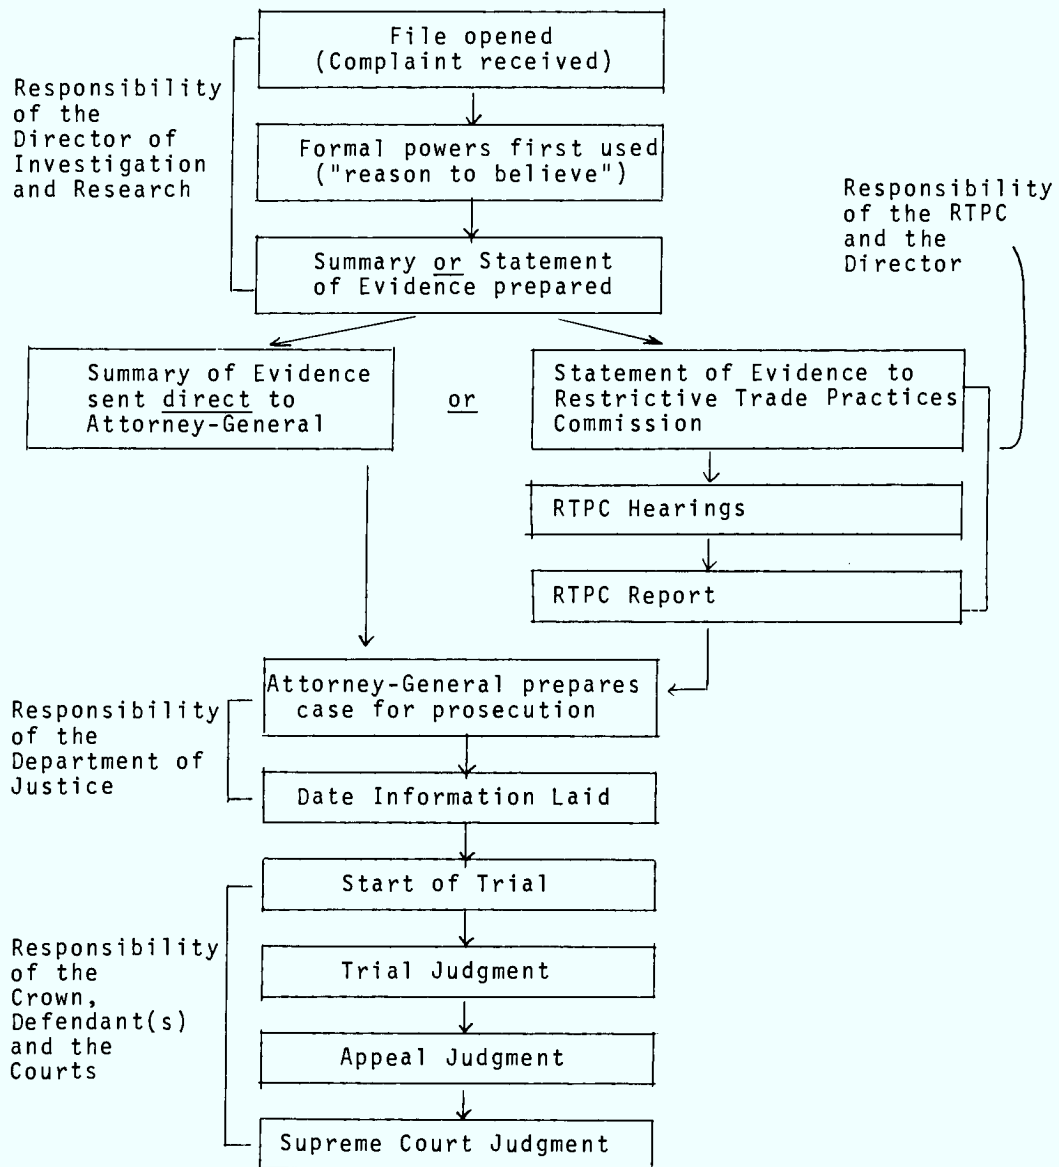 File opened
(Complaint received)
Responsibility
of the
Director of
Investigation
and Research
Formal powers first used
("reason to believe")
Responsibility
of the RTPC
and the
Director
Summary or Statement
of Evidence prepared
Summary of Evidence
sent direct to
Attorney-General
or
Statement of Evidence to
Restrictive Trade Practices
Commission
RTPC Hearings
RTPC Report
Attorney-General prepares
case for prosecution
Responsibility
of the
Department of
Justice
Date Information Laid
Start of Trial
Responsibility
of the
Crown,
Defendant(s)
and the
Courts
Trial Judgment
Appeal Judgment
Supreme Court Judgment